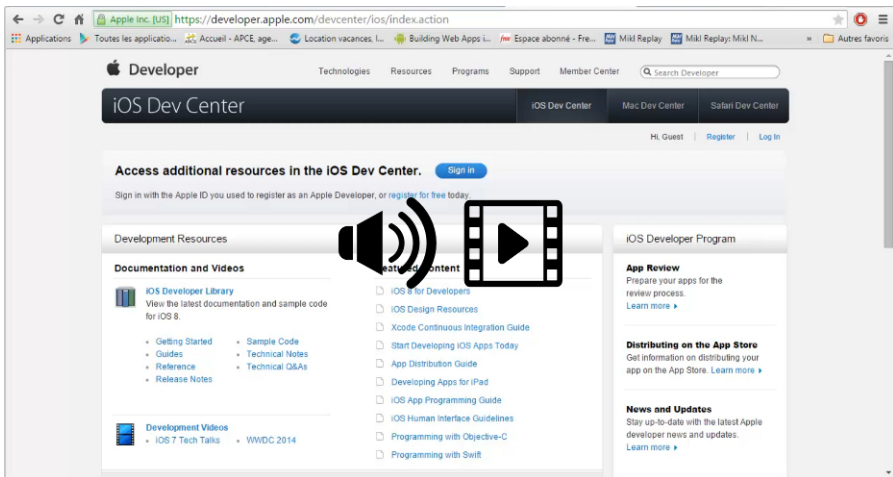 Apple Inc. [US] https://developer.apple.com/devcenter/ios/index.action
Applications Toutes les applicatio... Accueil - APCE, age... Location vacances, l... Building Web Apps i... Espace abonné - Fre... Mikl Replay Mikl Replay: Mikl N... » Autres favoris
Developer Technologies Resources Programs Support Member Center Search Developer
iOS Dev Center iOS Dev Center Mac Dev Center Safari Dev Center
Hi, Guest Register Log In
Access additional resources in the iOS Dev Center. Sign in
Sign in with the Apple ID you used to register as an Apple Developer, or register for free today.
Development Resources
Documentation and Videos
iOS Developer Library
View the latest documentation and sample code
for iOS 8.
Getting Started
Guides
Reference
Release Notes
Sample Code
Technical Notes
Technical Q&As
Development Videos
iOS 7 Tech Talks WWDC 2014
iOS 8 for Developers
iOS Design Resources
Xcode Continuous Integration Guide
Start Developing iOS Apps Today
App Distribution Guide
Developing Apps for iPad
iOS App Programming Guide
iOS Human Interface Guidelines
Programming with Objective-C
Programming with Swift
iOS Developer Program
App Review
Prepare your apps for the
review process.
Learn more
Distributing on the App Store
Get information on distributing your
app on the App Store. Learn more
News and Updates
Stay up-to-date with the latest Apple
developer news and updates.
Learn more